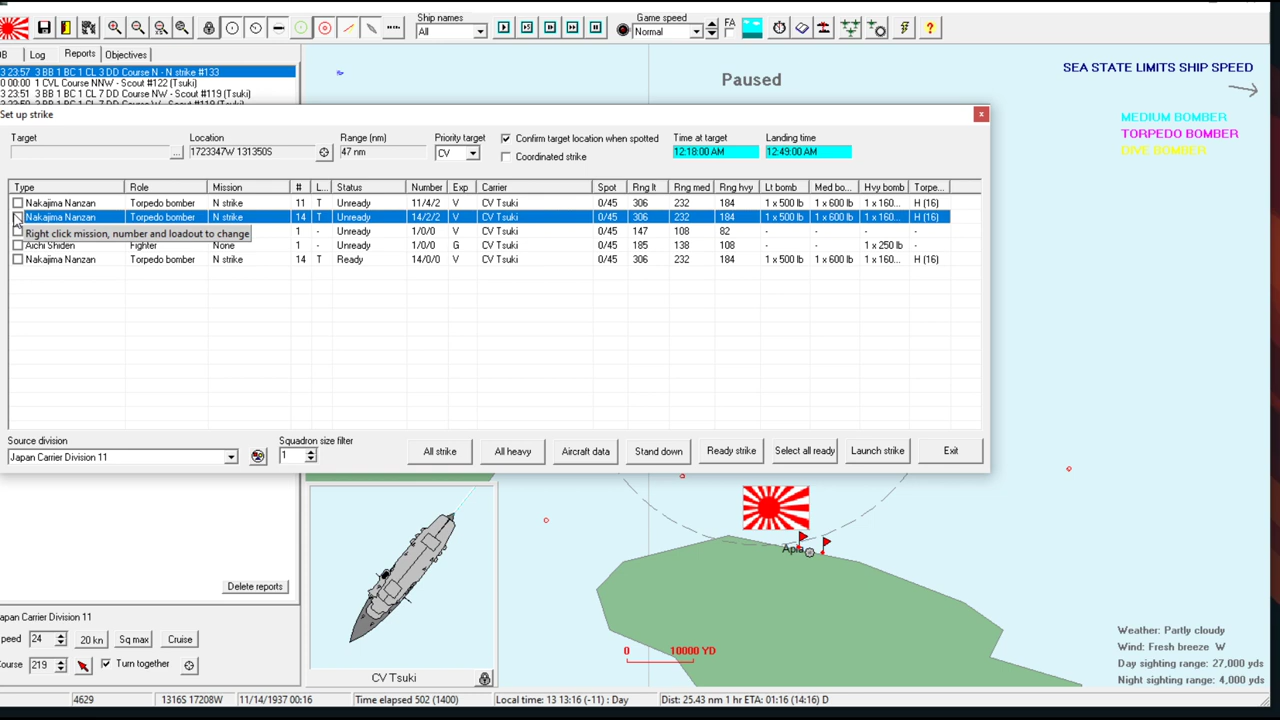 Ship names
Game speed
All
Normal
FA
DB
Log
Reports
Objectives
3 23:57 3 BB 1 BC 1 CL 3 DD Course N - N strike #133
0 00:00 1 CVL Course NNW - Scout #122 (Tsuki)
3 23:51 3 BB 1 CL 7 DD Course NW - Scout #119 (Tsuki)
Paused
SEA STATE LIMITS SHIP SPEED
MEDIUM BOMBER
TORPEDO BOMBER
DIVE BOMBER
Set up strike
x
Target
Location
Range (nm)
Priority target
Confirm target location when spotted
Time at target
Landing time
...
1723347W 131350S
47 nm
CV
Coordinated strike
12:18:00 AM
12:49:00 AM
Type Role Mission # L... Status Number Exp Carrier Spot Rng lt Rng med Rng hvy Lt bomb Med bo... Hvy bomb Torpe...
Nakajima Nanzan Torpedo bomber N strike 11 T Unready 11/4/2 V CV Tsuki 0/45 306 232 184 1 x 500 lb 1 x 600 lb 1 x 160... H (16)
Nakajima Nanzan Torpedo bomber N strike 14 T Unready 14/2/2 V CV Tsuki 0/45 306 232 184 1 x 500 lb 1 x 600 lb 1 x 160... H (16)
Right click mission, number and loadout to change
1 - Unready 1/0/0 V CV Tsuki 0/45 147 108 82
Aichi Shiden Fighter None 1 - Unready 1/0/0 G CV Tsuki 0/45 185 138 108 1 x 250 lb
Nakajima Nanzan Torpedo bomber N strike 14 T Ready 14/0/0 V CV Tsuki 0/45 306 232 184 1 x 500 lb 1 x 600 lb 1 x 160... H (16)
Source division
Squadron size filter
Japan Carrier Division 11
1
All strike
All heavy
Aircraft data
Stand down
Ready strike
Select all ready
Launch strike
Exit
Apia
Delete reports
apan Carrier Division 11
peed 24 20 kn Sq max Cruise
ourse 219 Turn together
CV Tsuki
0 10000 YD
Weather: Partly cloudy
Wind: Fresh breeze W
Day sighting range: 27,000 yds
Night sighting range: 4,000 yds
4629
1316S 17208W
11/14/1937 00:16
Time elapsed 502 (1400)
Local time: 13 13:16 (-11) : Day
Dist: 25.43 nm 1 hr ETA: 01:16 (14:16) D